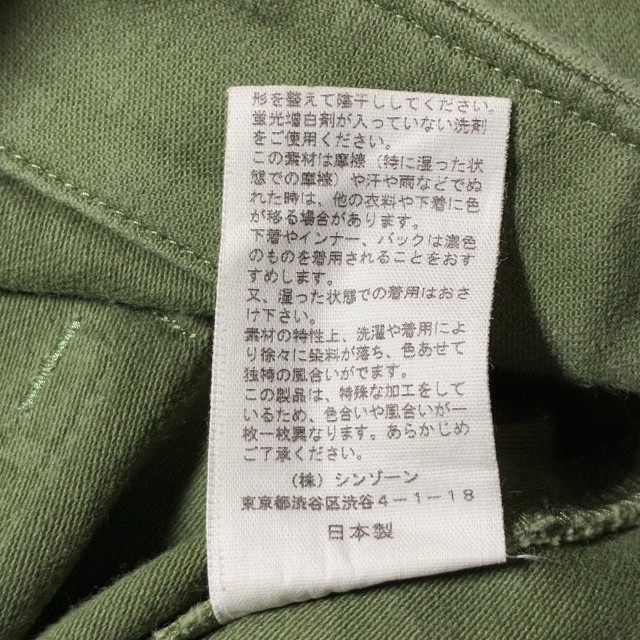 形を整えて陰干ししてください。
蛍光増白剤が入っていない洗剤
をご使用ください。
この素材は摩擦（特に湿った状
態での摩擦）や汗や雨などでぬ
れた時は、他の衣料や下着に色
が移る場合があります。
下着やインナー、バックは濃色
のものを着用されることをおす
すめします。
又、湿った状態での着用はおさ
け下さい。
素材の特性上、洗濯や着用によ
り徐々に染料が落ち、色あせて
独特の風合いがでます。
この製品は、特殊な加工をして
いるため、色合いや風合いが一
枚一枚異なります。あらかじめ
ご了承ください。
（株）シンゾーン
東京都渋谷区渋谷４－１－１８
日本製